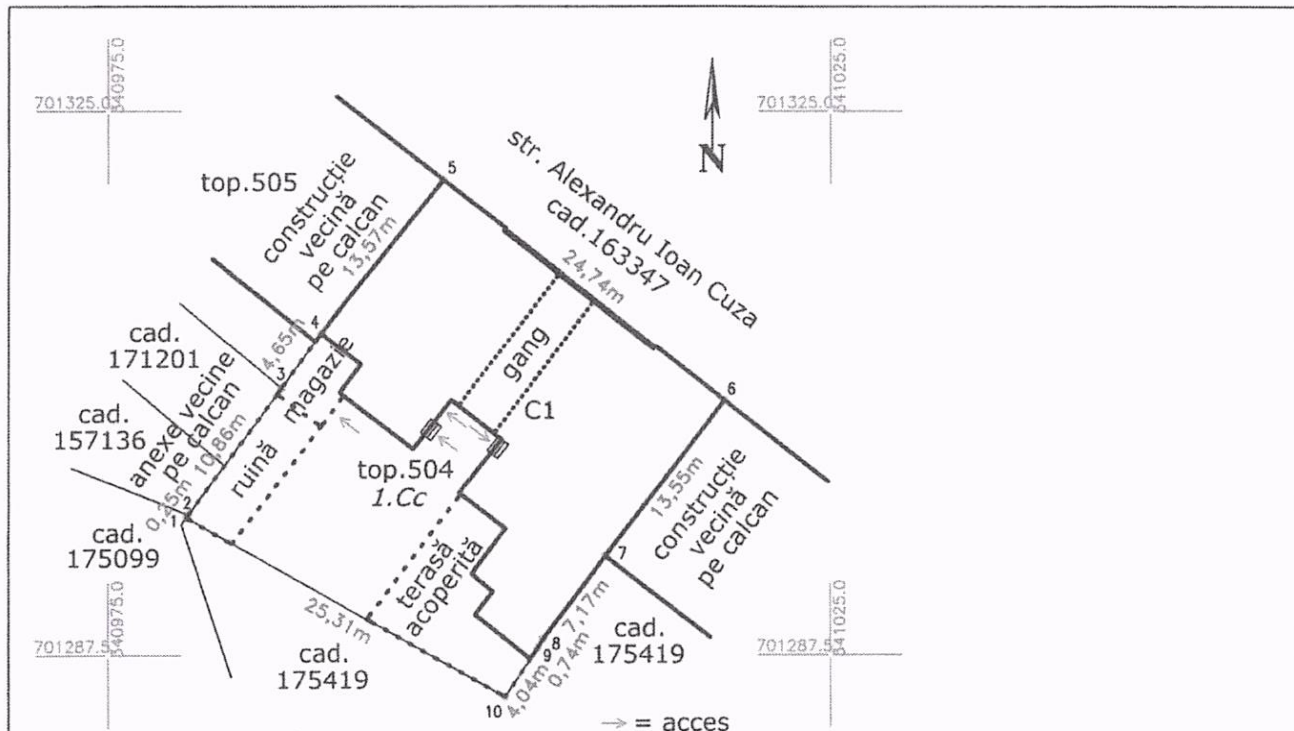 701325.0
540975.0
701325.0
541025.0
N
str. Alexandru Ioan Cuza
cad.163347
24,74m
5
top.505
construcție
vecină
pe calcan
13,57m
4
4,65m
3
magazie
cad.
171201
cad.
157136
anexe vecine
pe calcan
0,25m 10,86m
2
1
ruină
cad.
175099
gang
C1
top.504
1.Cc
terasă
acoperită
6
13,55m
construcție
vecină
pe calcan
7
7,17m
8
0,74m
9
4,04m
10
cad.
175419
25,31m
cad.
175419
701287.5
540975.0
701287.5
541025.0
= acces